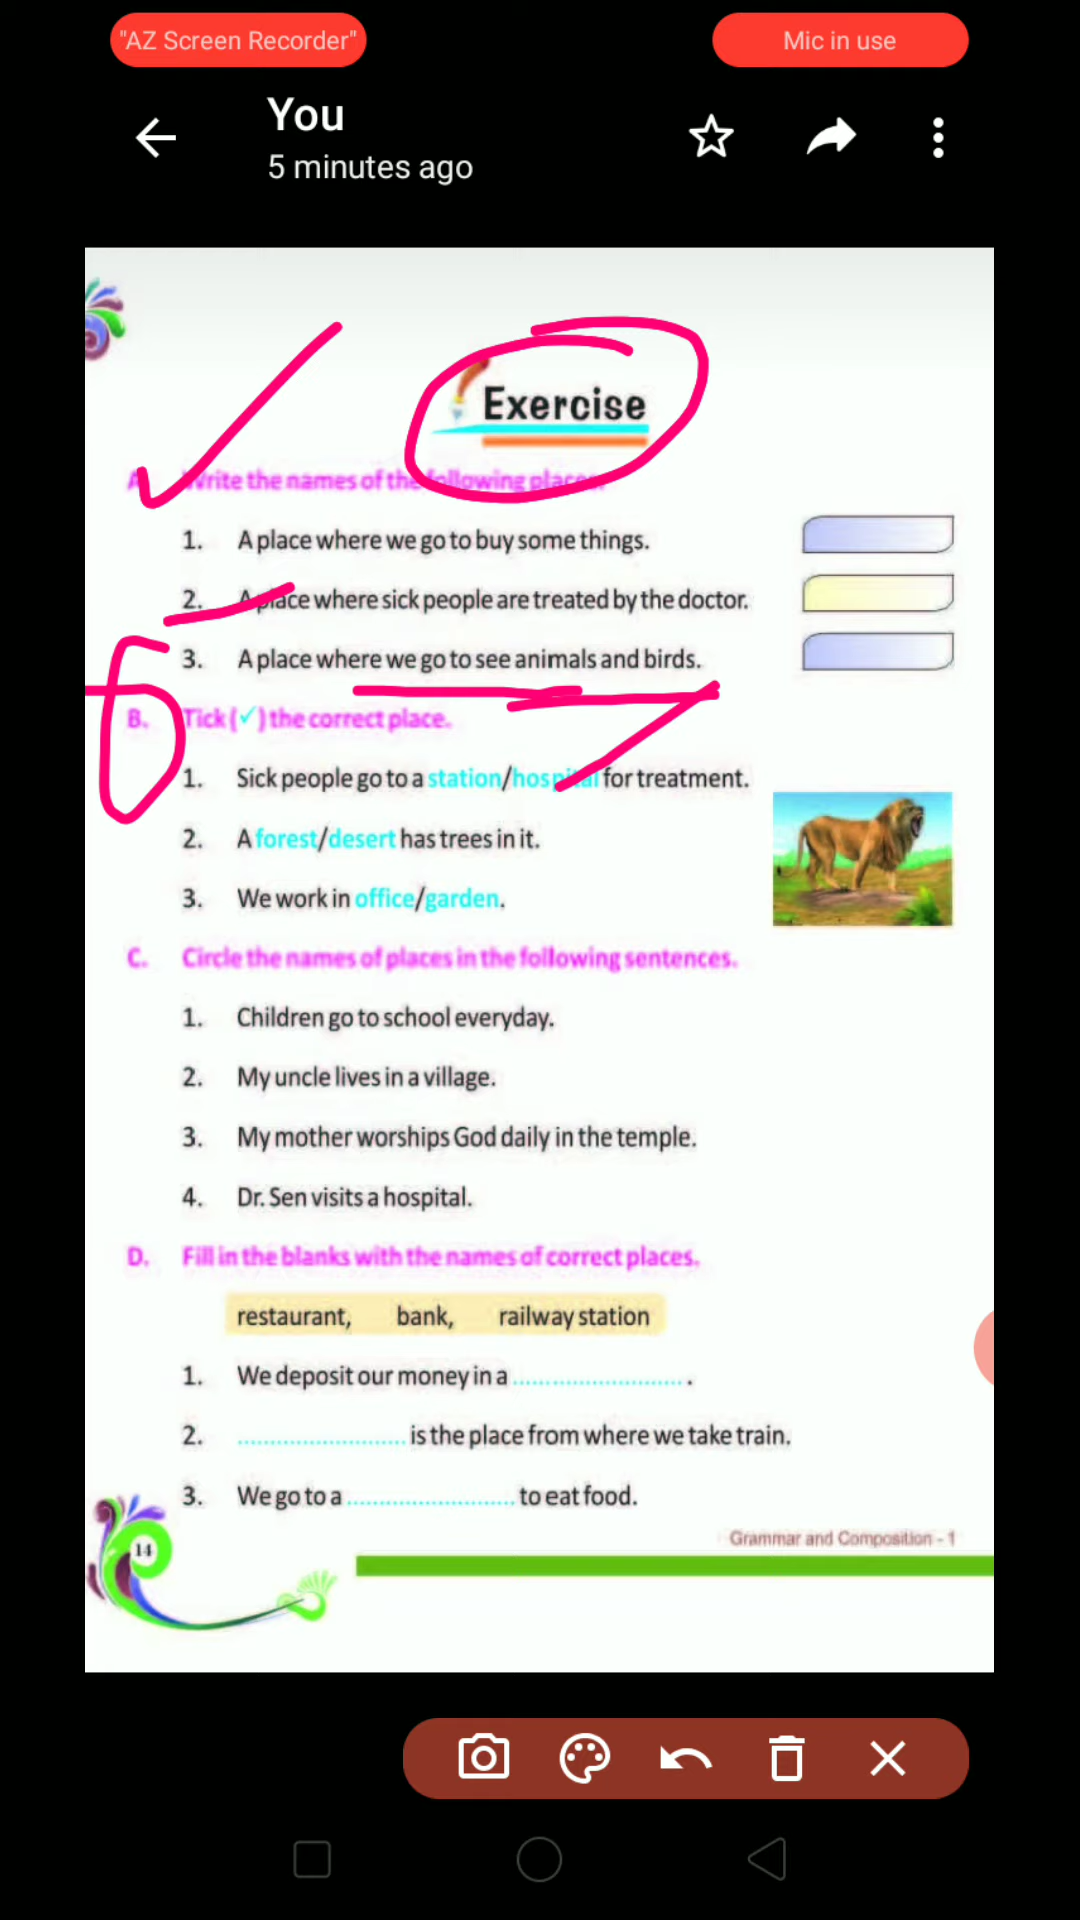 "AZ Screen Recorder"
Mic in use
You
5 minutes ago
Exercise
A. Write the names of the following places.
1. A place where we go to buy some things.
2. A place where sick people are treated by the doctor.
3. A place where we go to see animals and birds.
B. Tick (✓) the correct place.
1. Sick people go to a station/hospital for treatment.
2. A forest/desert has trees in it.
3. We work in office/garden.
C. Circle the names of places in the following sentences.
1. Children go to school everyday.
2. My uncle lives in a village.
3. My mother worships God daily in the temple.
4. Dr. Sen visits a hospital.
D. Fill in the blanks with the names of correct places.
restaurant, bank, railway station
1. We deposit our money in a ........................ .
2. ........................ is the place from where we take train.
3. We go to a ........................ to eat food.
Grammar and Composition - 1
14